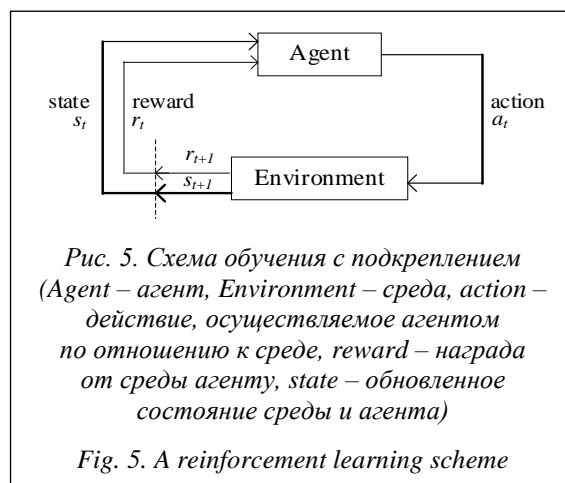 Agent
state
s_t
reward
r_t
action
a_t
r_{t+1}
s_{t+1}
Environment
Рис. 5. Схема обучения с подкреплением
(Agent – агент, Environment – среда, action –
действие, осуществляемое агентом
по отношению к среде, reward – награда
от среды агенту, state – обновленное
состояние среды и агента)
Fig. 5. A reinforcement learning scheme